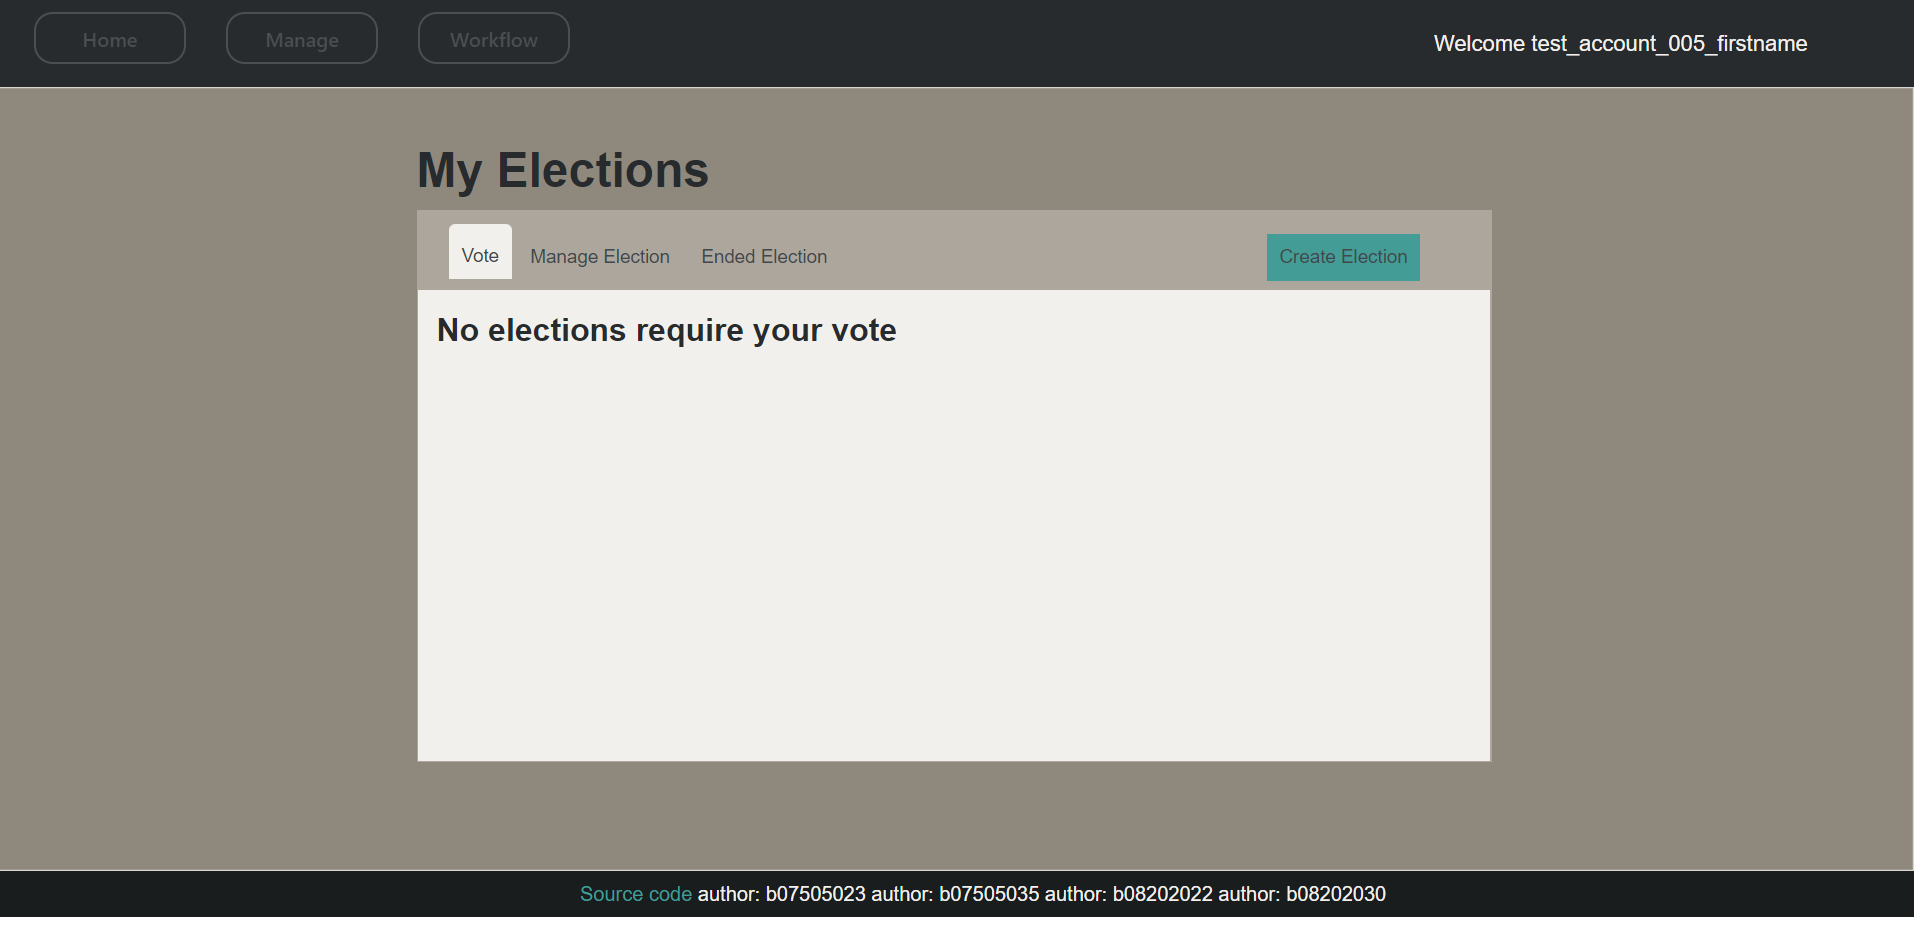 Home Manage Workflow Welcome test_account_005_firstname
My Elections
Vote Manage Election Ended Election Create Election
No elections require your vote
Source code author: b07505023 author: b07505035 author: b08202022 author: b08202030